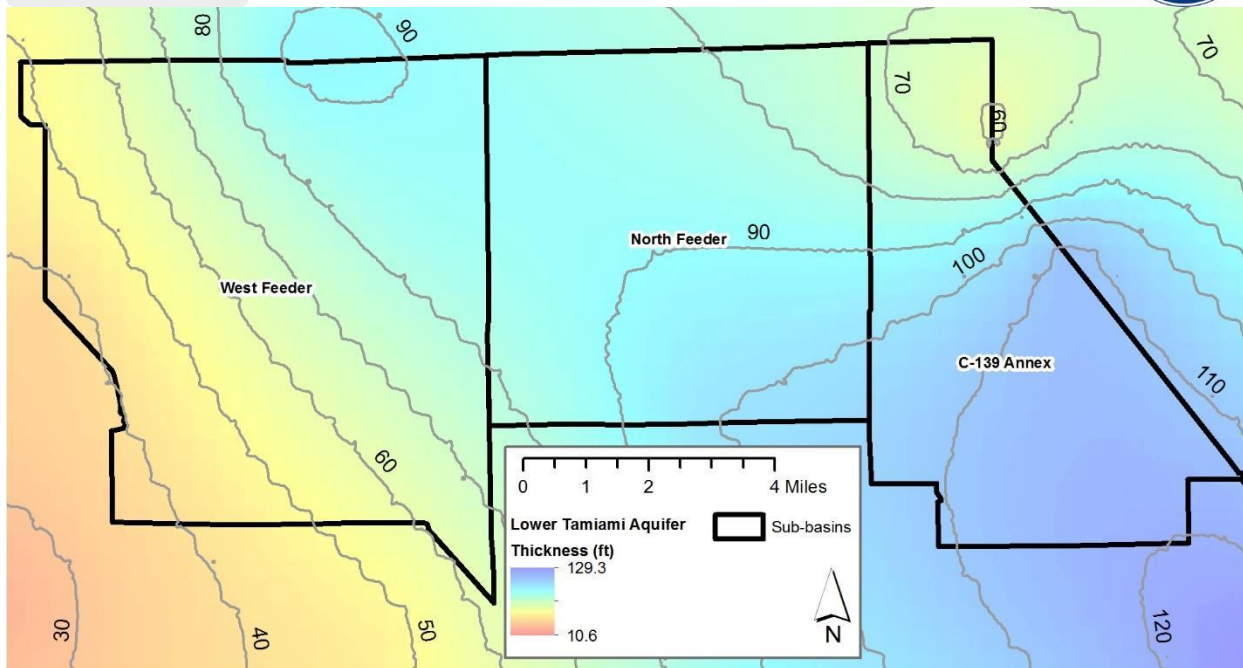 80
90
70
70
60
North Feeder
90
West Feeder
100
C-139 Annex
110
60
0 1 2 4 Miles
Lower Tamiami Aquifer
Sub-basins
Thickness (ft)
129.3
10.6
N
30
40
50
120